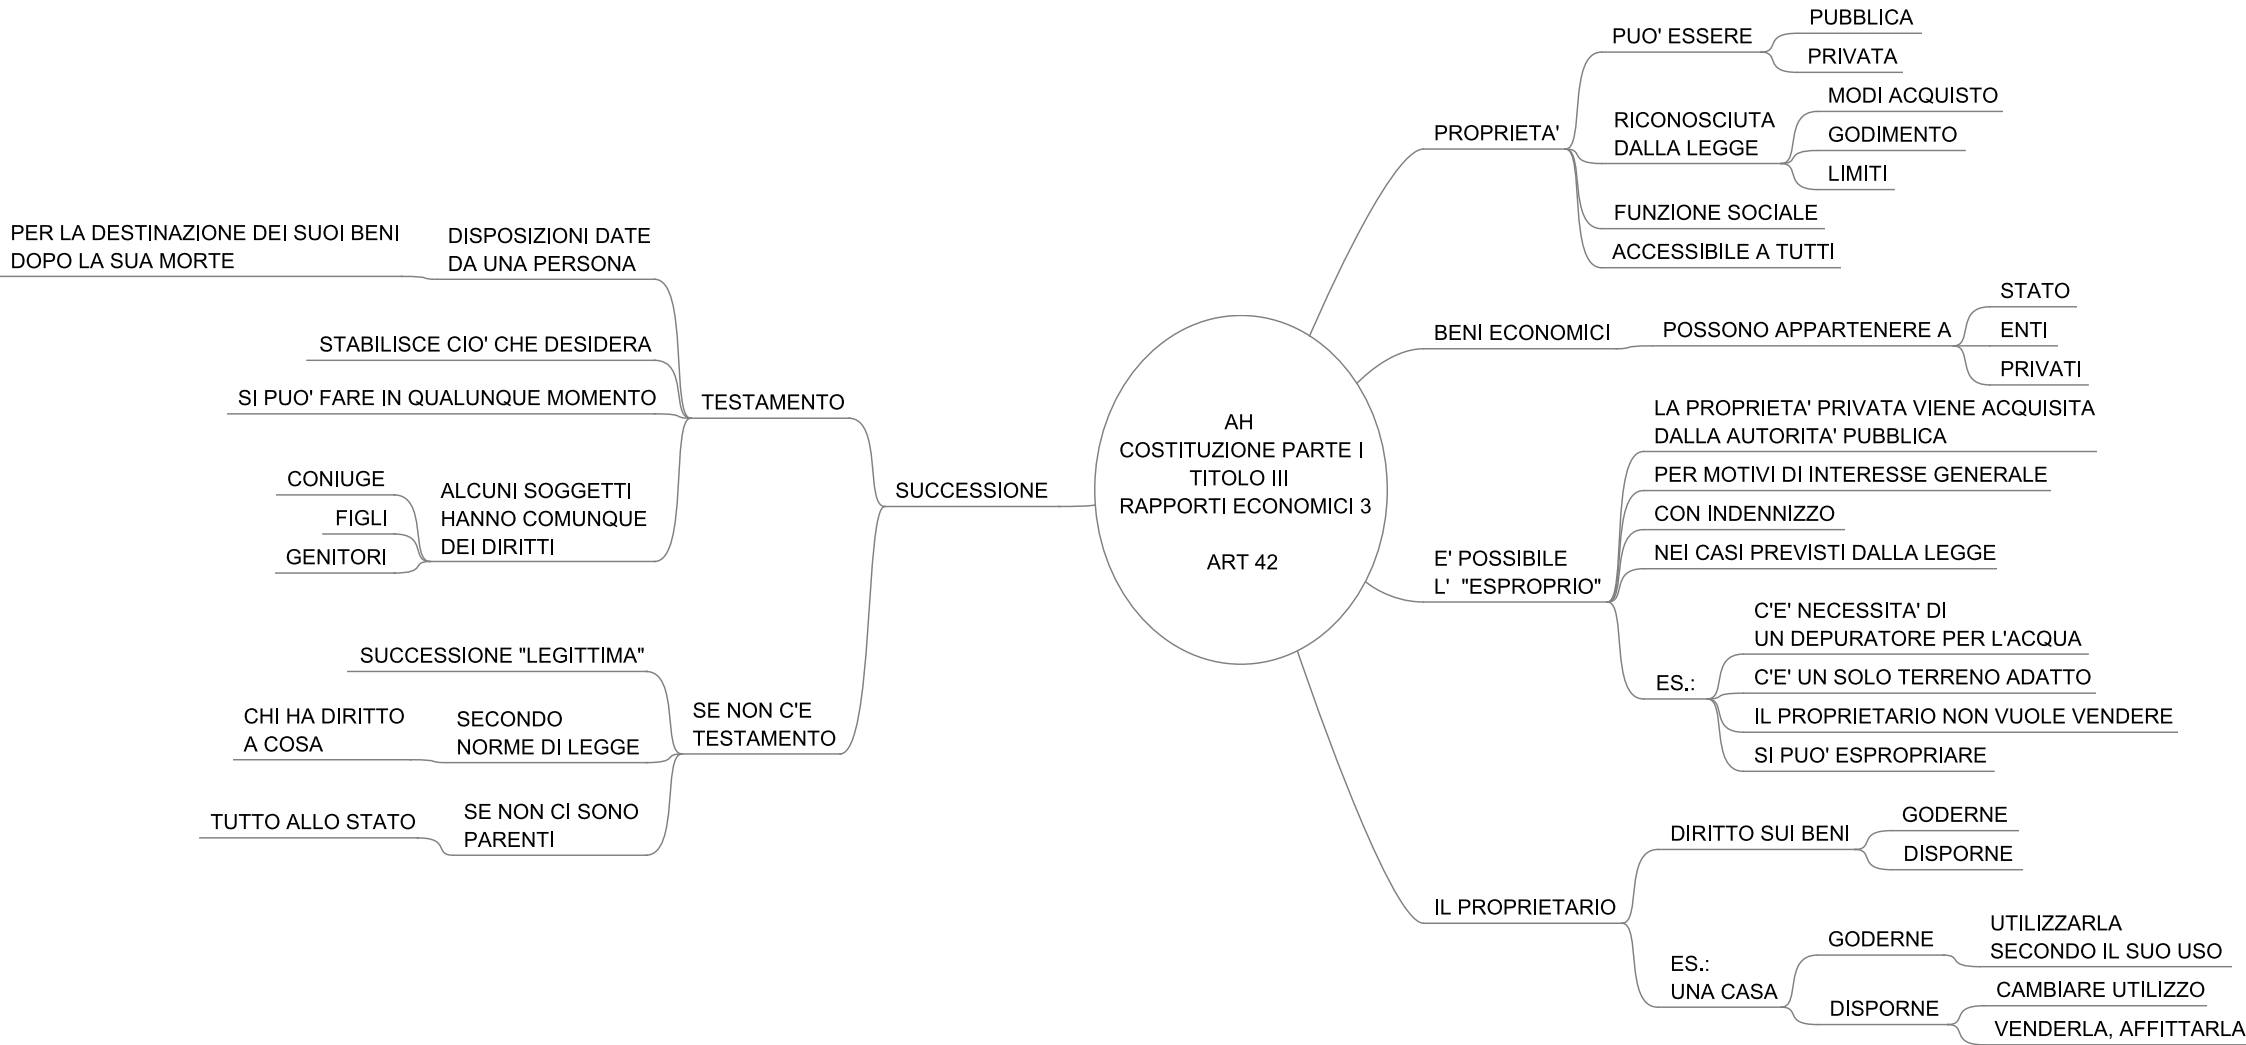 AH
COSTITUZIONE PARTE I
TITOLO III
RAPPORTI ECONOMICI 3
ART 42
PROPRIETA'
PUO' ESSERE
PUBBLICA
PRIVATA
RICONOSCIUTA
DALLA LEGGE
MODI ACQUISTO
GODIMENTO
LIMITI
FUNZIONE SOCIALE
ACCESSIBILE A TUTTI
BENI ECONOMICI
POSSONO APPARTENERE A
STATO
ENTI
PRIVATI
E' POSSIBILE
L' "ESPROPRIO"
LA PROPRIETA' PRIVATA VIENE ACQUISITA
DALLA AUTORITA' PUBBLICA
PER MOTIVI DI INTERESSE GENERALE
CON INDENNIZZO
NEI CASI PREVISTI DALLA LEGGE
ES.:
C'E' NECESSITA' DI
UN DEPURATORE PER L'ACQUA
C'E' UN SOLO TERRENO ADATTO
IL PROPRIETARIO NON VUOLE VENDERE
SI PUO' ESPROPRIARE
IL PROPRIETARIO
DIRITTO SUI BENI
GODERNE
DISPORNE
ES.:
UNA CASA
GODERNE
UTILIZZARLA
SECONDO IL SUO USO
DISPORNE
CAMBIARE UTILIZZO
VENDERLA, AFFITTARLA
SUCCESSIONE
TESTAMENTO
DISPOSIZIONI DATE
DA UNA PERSONA
PER LA DESTINAZIONE DEI SUOI BENI
DOPO LA SUA MORTE
STABILISCE CIO' CHE DESIDERA
SI PUO' FARE IN QUALUNQUE MOMENTO
ALCUNI SOGGETTI
HANNO COMUNQUE
DEI DIRITTI
CONIUGE
FIGLI
GENITORI
SE NON C'E
TESTAMENTO
SUCCESSIONE "LEGITTIMA"
SECONDO
NORME DI LEGGE
CHI HA DIRITTO
A COSA
SE NON CI SONO
PARENTI
TUTTO ALLO STATO